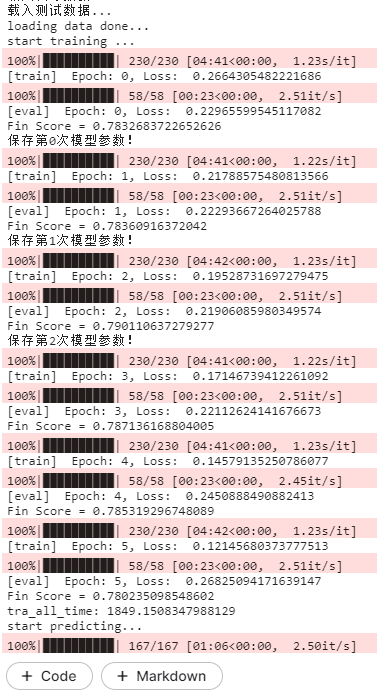 载入测试数据...
loading data done...
start training ...
100%|██████████| 230/230 [04:41<00:00,  1.23s/it]
[train]  Epoch: 0, Loss:  0.2664305482221686
100%|██████████| 58/58 [00:23<00:00,  2.51it/s]
[eval]  Epoch: 0, Loss: 0.22965599545117082
Fin Score = 0.7832683722652626
保存第0次模型参数!
100%|██████████| 230/230 [04:41<00:00,  1.22s/it]
[train]  Epoch: 1, Loss:  0.21788575480813566
100%|██████████| 58/58 [00:23<00:00,  2.51it/s]
[eval]  Epoch: 1, Loss: 0.22293667264025788
Fin Score = 0.78360916372042
保存第1次模型参数!
100%|██████████| 230/230 [04:42<00:00,  1.23s/it]
[train]  Epoch: 2, Loss:  0.19528731697279475
100%|██████████| 58/58 [00:23<00:00,  2.51it/s]
[eval]  Epoch: 2, Loss: 0.21906085980349574
Fin Score = 0.790110637279277
保存第2次模型参数!
100%|██████████| 230/230 [04:41<00:00,  1.22s/it]
[train]  Epoch: 3, Loss:  0.17146739412261092
100%|██████████| 58/58 [00:23<00:00,  2.51it/s]
[eval]  Epoch: 3, Loss: 0.22112624141676673
Fin Score = 0.787136168804005
100%|██████████| 230/230 [04:41<00:00,  1.23s/it]
[train]  Epoch: 4, Loss:  0.14579135250786077
100%|██████████| 58/58 [00:23<00:00,  2.45it/s]
[eval]  Epoch: 4, Loss: 0.2450888490882413
Fin Score = 0.785319296748089
100%|██████████| 230/230 [04:42<00:00,  1.23s/it]
[train]  Epoch: 5, Loss:  0.12145680373777513
100%|██████████| 58/58 [00:23<00:00,  2.51it/s]
[eval]  Epoch: 5, Loss: 0.26825094171639147
Fin Score = 0.780235098548602
tra_all_time: 1849.1508347988129
start predicting...
100%|██████████| 167/167 [01:06<00:00,  2.50it/s]
+ Code + Markdown